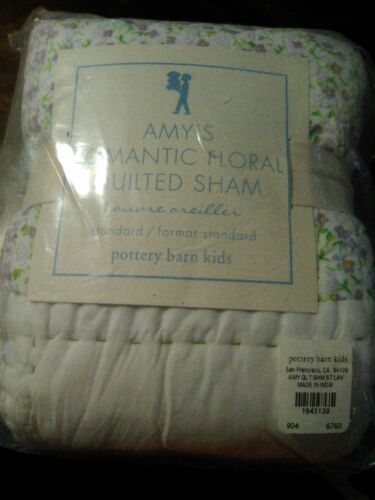 AMY'S
ROMANTIC FLORAL
QUILTED SHAM
couvre oreiller
standard / format standard
pottery barn kids
pottery barn kids
San Francisco, CA. 94109
AMY QLT SHM ST LAV
MADE IN INDIA
1643139
904 6760